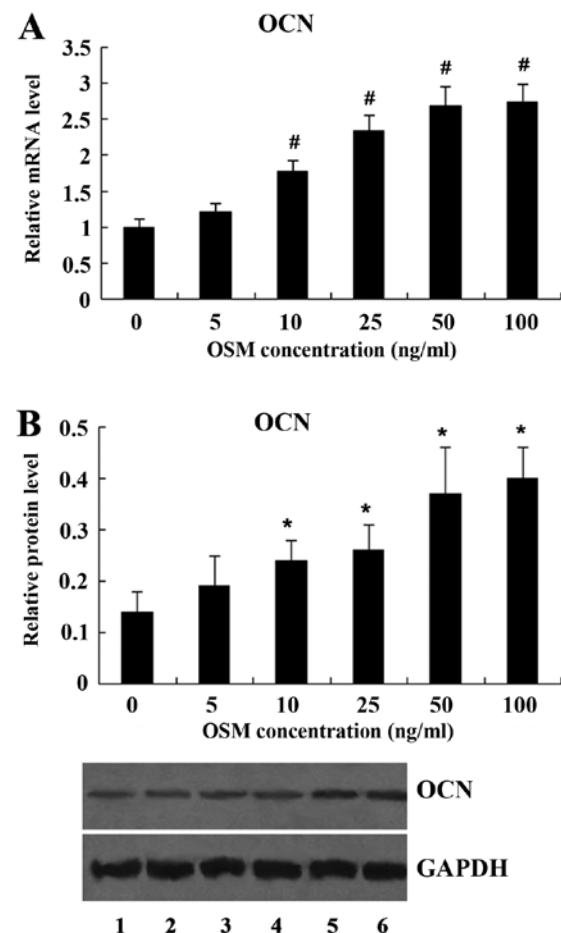 A
OCN
Relative mRNA level
3.5
3
2.5
2
1.5
1
0.5
0
# # # #
0 5 10 25 50 100
OSM concentration (ng/ml)
B
OCN
Relative protein level
0.5
0.4
0.3
0.2
0.1
0
* * * *
0 5 10 25 50 100
OSM concentration (ng/ml)
OCN
GAPDH
1 2 3 4 5 6